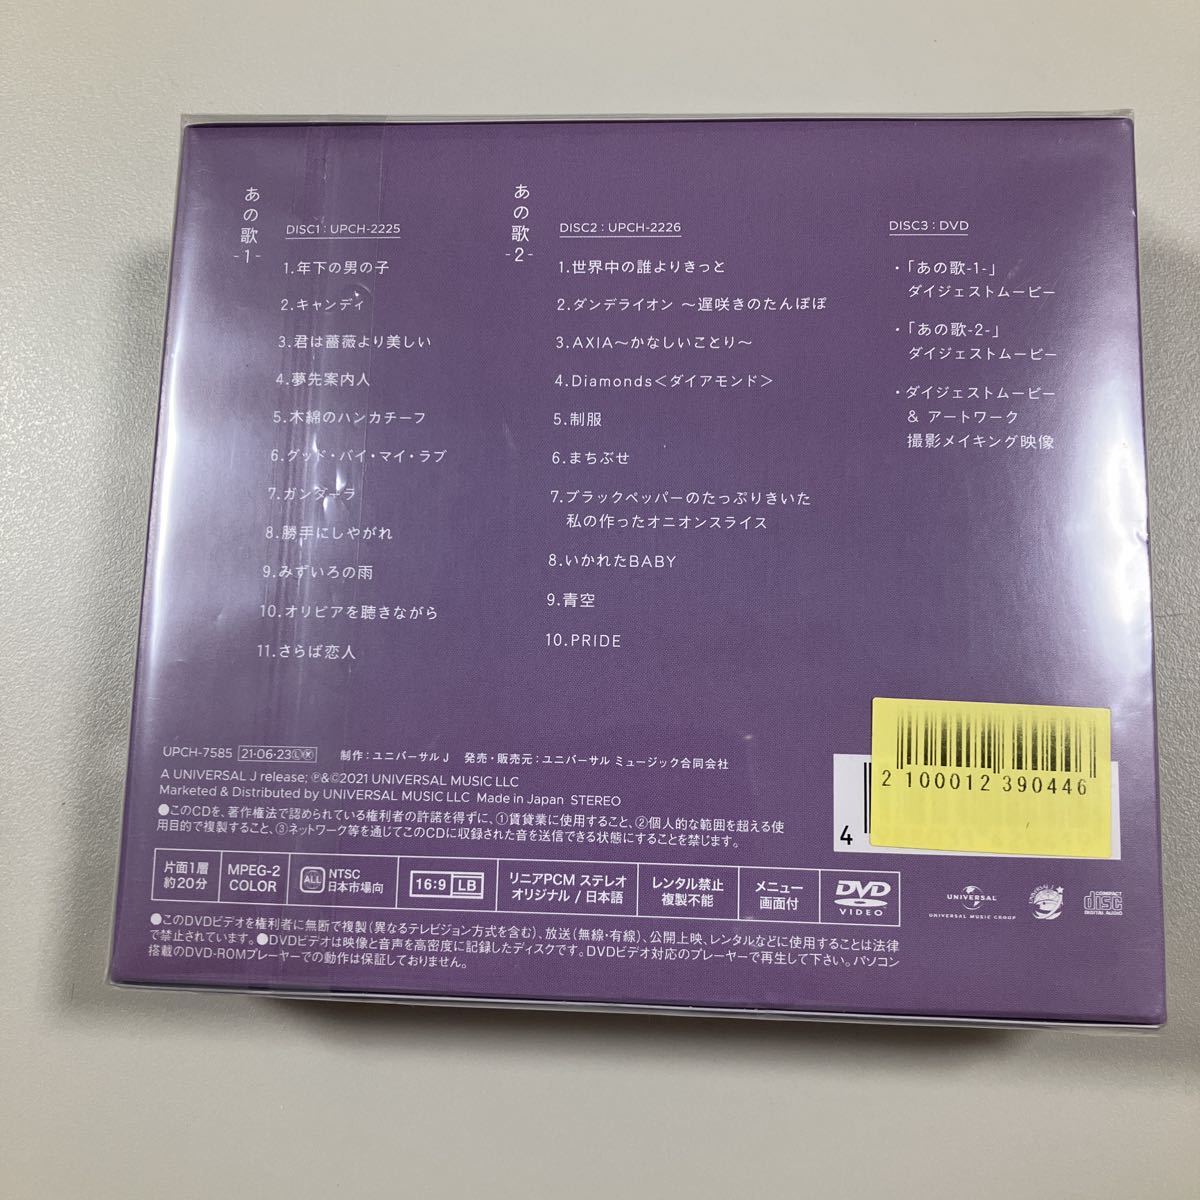 あの歌
-1-
DISC1 : UPCH-2225
1.年下の男の子
2.キャンディ
3.君は薔薇より美しい
4.夢先案内人
5.木綿のハンカチーフ
6.グッド・バイ・マイ・ラブ
7.ガンダーラ
8.勝手にしやがれ
9.みずいろの雨
10.オリビアを聴きながら
11.さらば恋人
あの歌
-2-
DISC2 : UPCH-2226
1.世界中の誰よりきっと
2.ダンデライオン ～遅咲きのたんぽぽ
3.AXIA～かなしいことり～
4.Diamonds<ダイアモンド>
5.制服
6.まちぶせ
7.ブラックペッパーのたっぷりきいた
私の作ったオニオンスライス
8.いかれたBABY
9.青空
10.PRIDE
DISC3 : DVD
・「あの歌-1-」
ダイジェストムービー
・「あの歌-2-」
ダイジェストムービー
・ダイジェストムービー
& アートワーク
撮影メイキング映像
UPCH-7585 21・06・23ⓁⓍ 制作：ユニバーサル J 発売・販売元：ユニバーサル ミュージック合同会社
A UNIVERSAL J release; ℗&©2021 UNIVERSAL MUSIC LLC
Marketed & Distributed by UNIVERSAL MUSIC LLC Made in Japan STEREO
●このCDを、著作権法で認められている権利者の許諾を得ずに、①賃貸業に使用すること、②個人的な範囲を超える使
用目的で複製すること、③ネットワーク等を通じてこのCDに収録された音を送信できる状態にすることを禁じます。
2 100012 390446
4
片面1層
約20分
MPEG-2
COLOR
ALL
NTSC
日本市場向
16:9 LB
リニアPCM ステレオ
オリジナル / 日本語
レンタル禁止
複製不能
メニュー
画面付
DVD
VIDEO
UNIVERSAL
UNIVERSAL MUSIC GROUP
COMPACT
disc
DIGITAL AUDIO
●このDVDビデオを権利者に無断で複製(異なるテレビジョン方式を含む)、放送(無線・有線)、公開上映、レンタルなどに使用することは法律
で禁止されています。●DVDビデオは映像と音声を高密度に記録したディスクです。DVDビデオ対応のプレーヤーで再生して下さい。パソコン
搭載のDVD-ROMプレーヤーでの動作は保証しておりません。